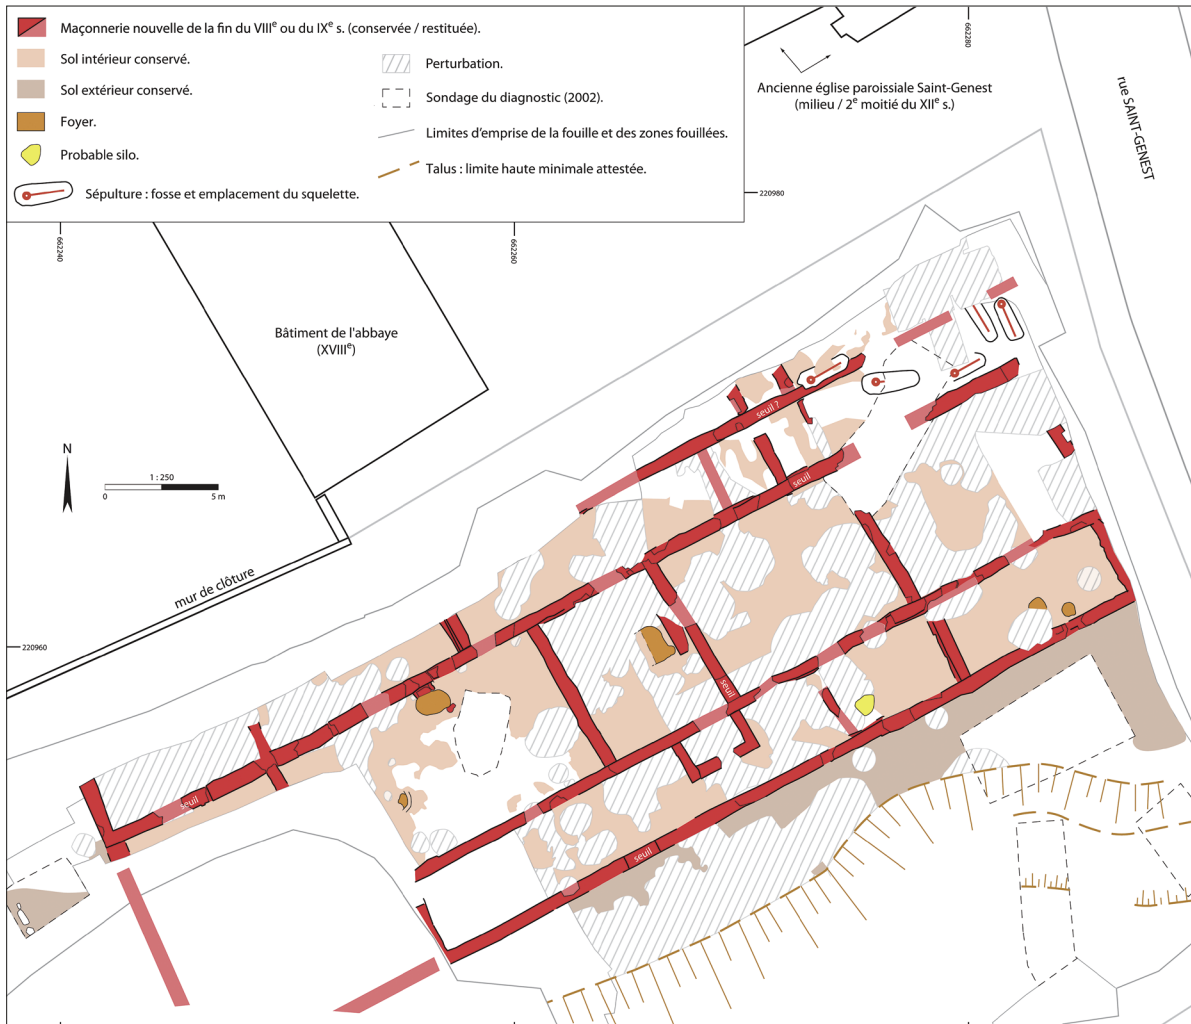 Maçonnerie nouvelle de la fin du VIIIe ou du IXe s. (conservée / restituée).
Sol intérieur conservé.
Sol extérieur conservé.
Foyer.
Probable silo.
Sépulture : fosse et emplacement du squelette.
Perturbation.
Sondage du diagnostic (2002).
Limites d'emprise de la fouille et des zones fouillées.
Talus : limite haute minimale attestée.
662280
Ancienne église paroissiale Saint-Genest
(milieu / 2e moitié du XIIe s.)
rue SAINT-GENEST
220980
662240
662260
Bâtiment de l'abbaye
(XVIIIe)
N
1 : 250
0
5 m
mur de clôture
220960
seuil ?
seuil
seuil
seuil
seuil